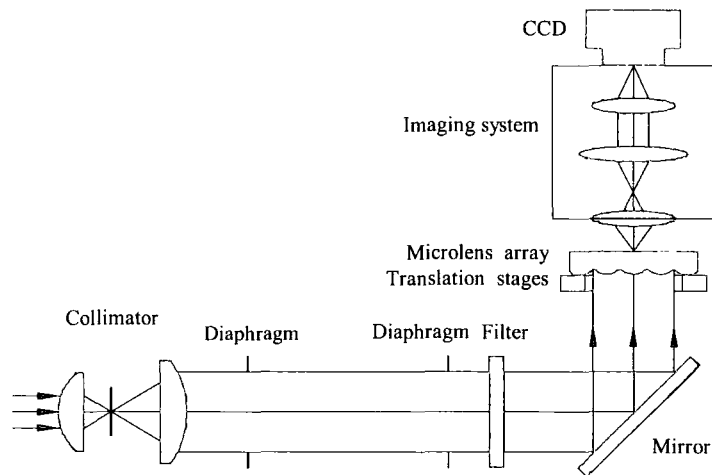 CCD
Imaging system
Microlens array
Translation stages
Collimator
Diaphragm
Diaphragm
Filter
Mirror